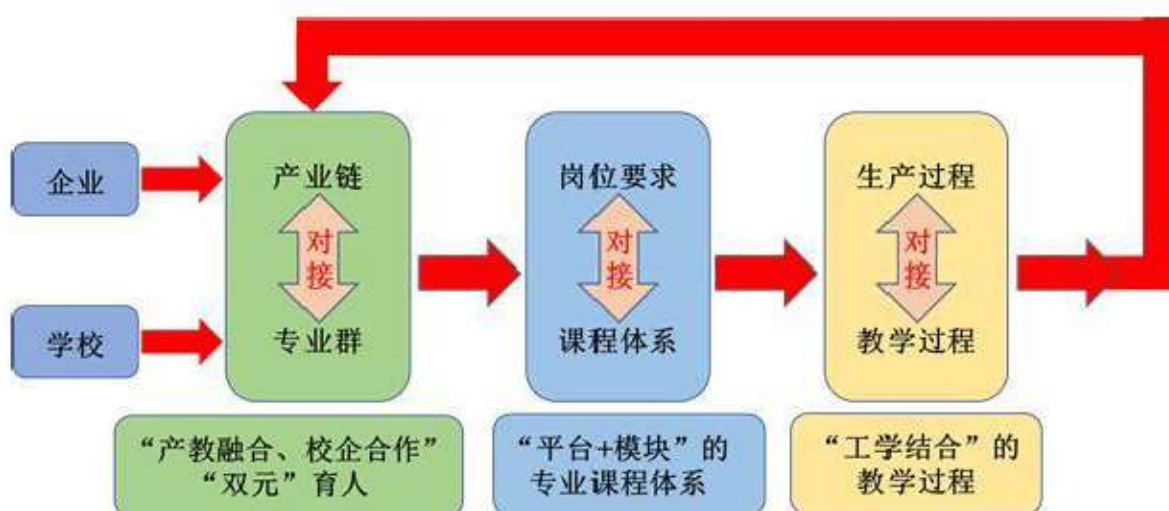 企业
学校
产业链
对接
专业群
岗位要求
对接
课程体系
生产过程
对接
教学过程
“产教融合、校企合作”
“双元”育人
“平台+模块”的
专业课程体系
“工学结合”的
教学过程